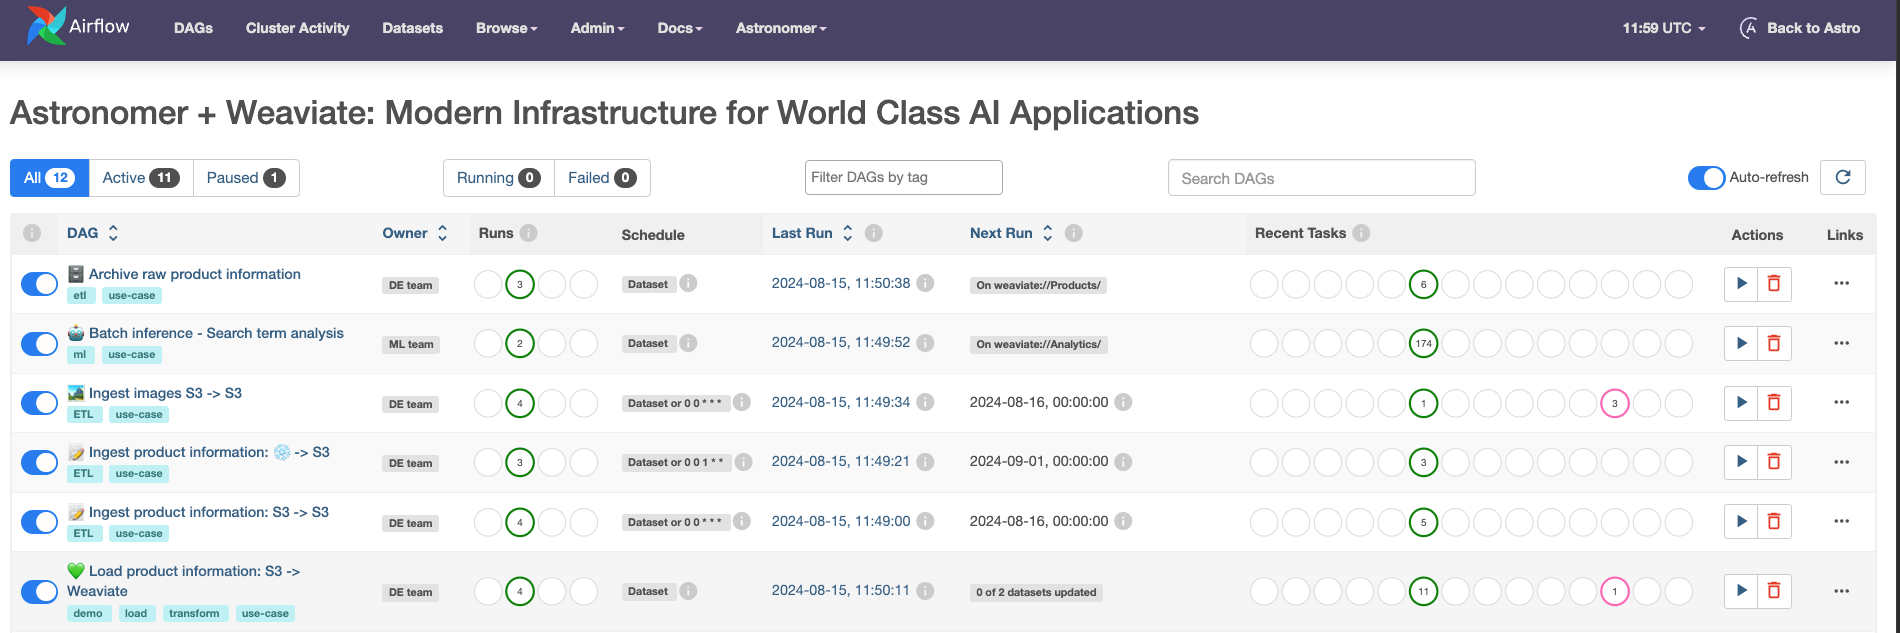 Airflow DAGs Cluster Activity Datasets Browse Admin Docs Astronomer 11:59 UTC Back to Astro
Astronomer + Weaviate: Modern Infrastructure for World Class AI Applications
All 12 Active 11 Paused 1 Running 0 Failed 0 Filter DAGs by tag Search DAGs Auto-refresh
DAG Owner Runs Schedule Last Run Next Run Recent Tasks Actions Links
Archive raw product information
etl use-case
DE team 3 Dataset 2024-08-15, 11:50:38 On weaviate://Products/ 6
Batch inference - Search term analysis
ml use-case
ML team 2 Dataset 2024-08-15, 11:49:52 On weaviate://Analytics/ 174
Ingest images S3 -> S3
ETL use-case
DE team 4 Dataset or 0 0 * * * 2024-08-15, 11:49:34 2024-08-16, 00:00:00 1 3
Ingest product information: ❄️ -> S3
ETL use-case
DE team 3 Dataset or 0 0 1 * * 2024-08-15, 11:49:21 2024-09-01, 00:00:00 3
Ingest product information: S3 -> S3
ETL use-case
DE team 4 Dataset or 0 0 * * * 2024-08-15, 11:49:00 2024-08-16, 00:00:00 5
Load product information: S3 ->
Weaviate
demo load transform use-case
DE team 4 Dataset 2024-08-15, 11:50:11 0 of 2 datasets updated 11 1